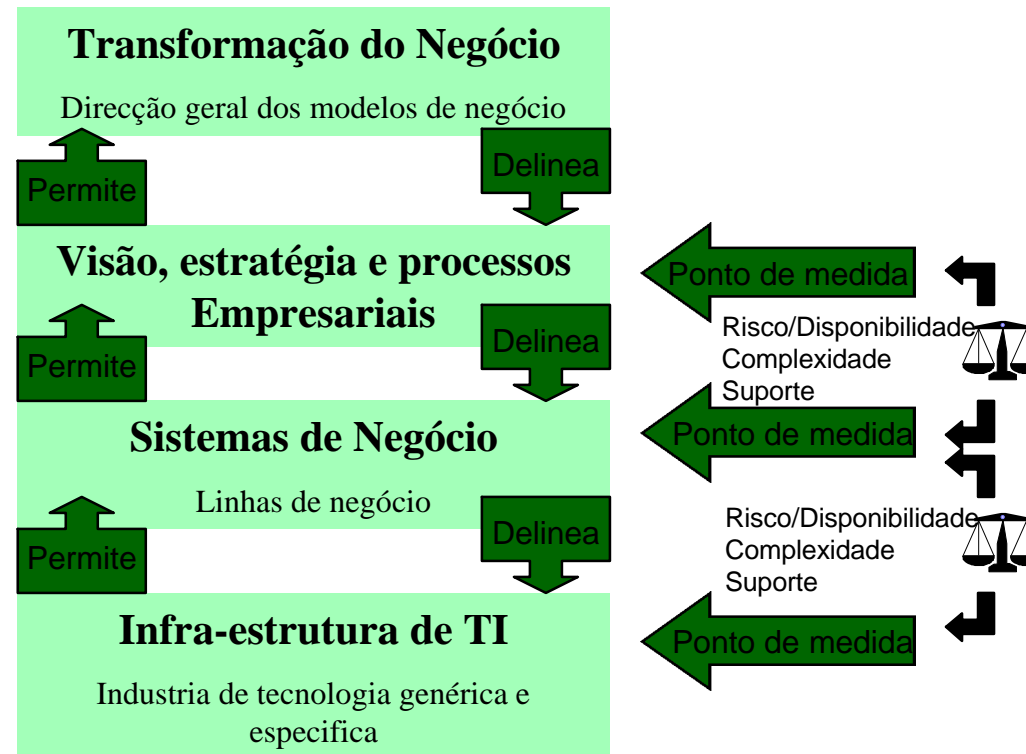 Transformação do Negócio
Direcção geral dos modelos de negócio
Permite
Delinea
Visão, estratégia e processos
Empresariais
Ponto de medida
Permite
Delinea
Risco/Disponibilidade
Complexidade
Suporte
Sistemas de Negócio
Linhas de negócio
Ponto de medida
Permite
Delinea
Risco/Disponibilidade
Complexidade
Suporte
Infra-estrutura de TI
Industria de tecnologia genérica e
especifica
Ponto de medida